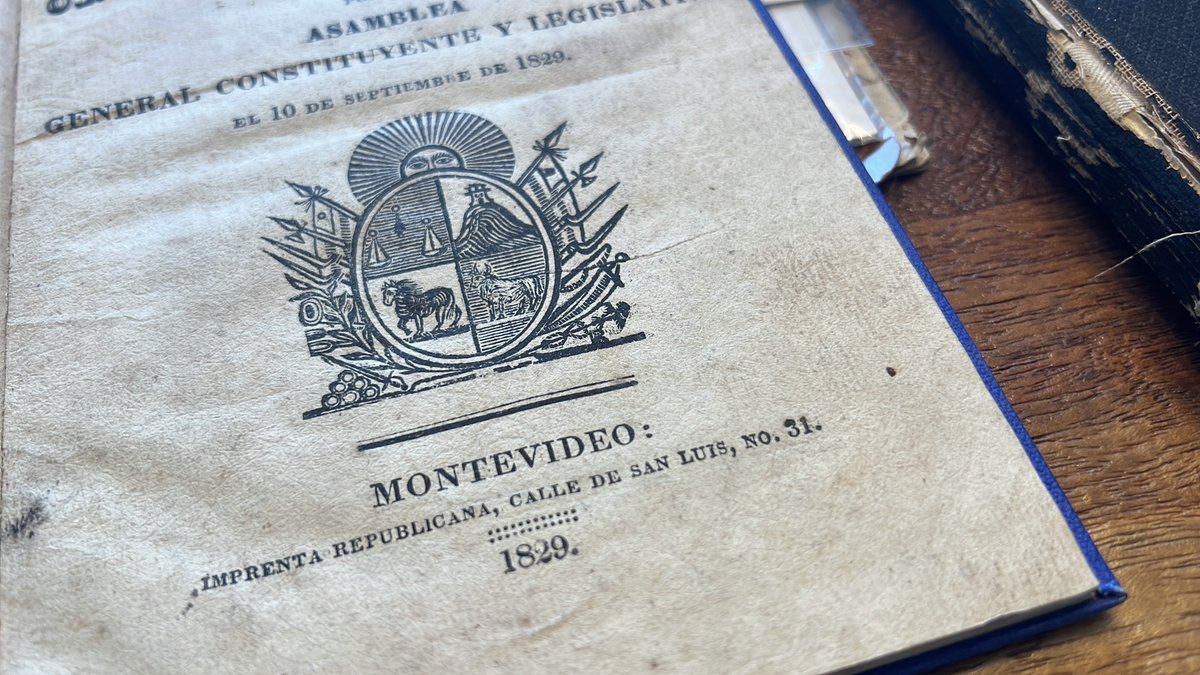 ASAMBLEA
GENERAL CONSTITUYENTE Y LEGISLATI
EL 10 DE SEPTIEMBRE DE 1829.
MONTEVIDEO:
IMPRENTA REPUBLICANA, CALLE DE SAN LUIS, NO. 31.
1829.